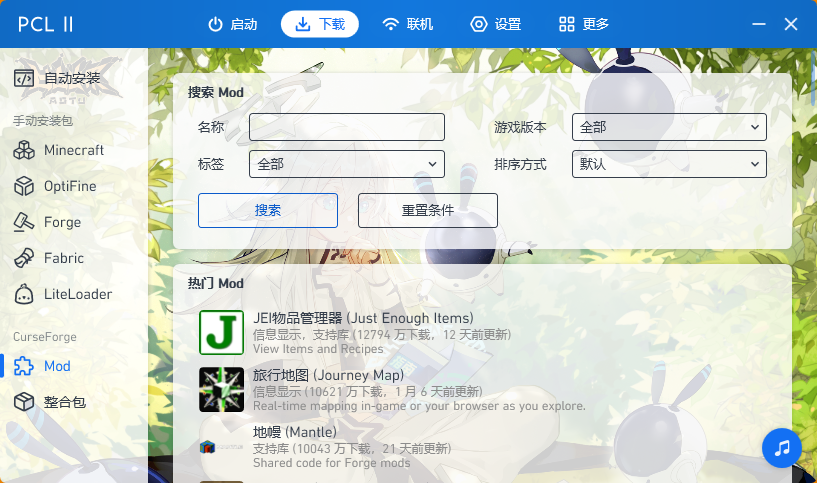 PCL II
启动
下载
联机
设置
更多
自动安装
AOTU
手动安装包
Minecraft
OptiFine
Forge
Fabric
LiteLoader
CurseForge
Mod
整合包
搜索 Mod
名称
游戏版本 全部
标签 全部
排序方式 默认
搜索
重置条件
热门 Mod
JEI物品管理器 (Just Enough Items)
信息显示，支持库 (12794 万下载，12 天前更新)
View Items and Recipes
旅行地图 (Journey Map)
信息显示 (10621 万下载，1 月 6 天前更新)
Real-time mapping in-game or your browser as you explore.
地幔 (Mantle)
支持库 (10043 万下载，21 天前更新)
Shared code for Forge mods